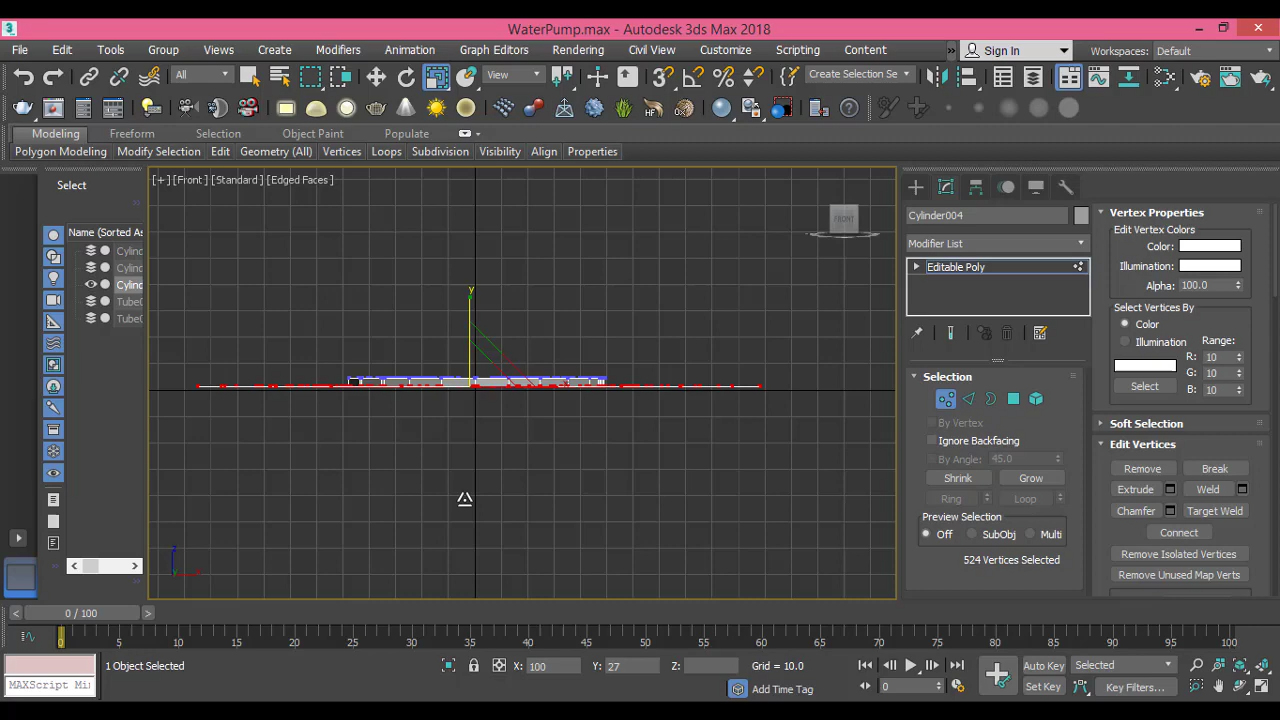 WaterPump.max - Autodesk 3ds Max 2018
File Edit Tools Group Views Create Modifiers Animation Graph Editors Rendering Civil View Customize Scripting Content » Sign In Workspaces: Default
All View Create Selection Se
Modeling Freeform Selection Object Paint Populate
Polygon Modeling Modify Selection Edit Geometry (All) Vertices Loops Subdivision Visibility Align Properties
Select
Name (Sorted As
Cylind
Cylind
Cylind
Tube0
Tube0
[+] [Front] [Standard] [Edged Faces]
FRONT
y
Cylinder004
Modifier List
Editable Poly
Selection
By Vertex
Ignore Backfacing
By Angle: 45.0
Shrink Grow
Ring Loop
Preview Selection
Off SubObj Multi
524 Vertices Selected
Vertex Properties
Edit Vertex Colors
Color:
Illumination:
Alpha: 100.0
Select Vertices By
Color
Illumination Range:
R: 10
G: 10
Select B: 10
Soft Selection
Edit Vertices
Remove Break
Extrude Weld
Chamfer Target Weld
Connect
Remove Isolated Vertices
Remove Unused Map Verts
0 / 100
0 5 10 15 20 25 30 35 40 45 50 55 60 65 70 75 80 85 90 95 100
1 Object Selected X: 100 Y: 27 Z: Grid = 10.0 Auto Key Selected
MAXScript Mi Add Time Tag 0 Set Key Key Filters...